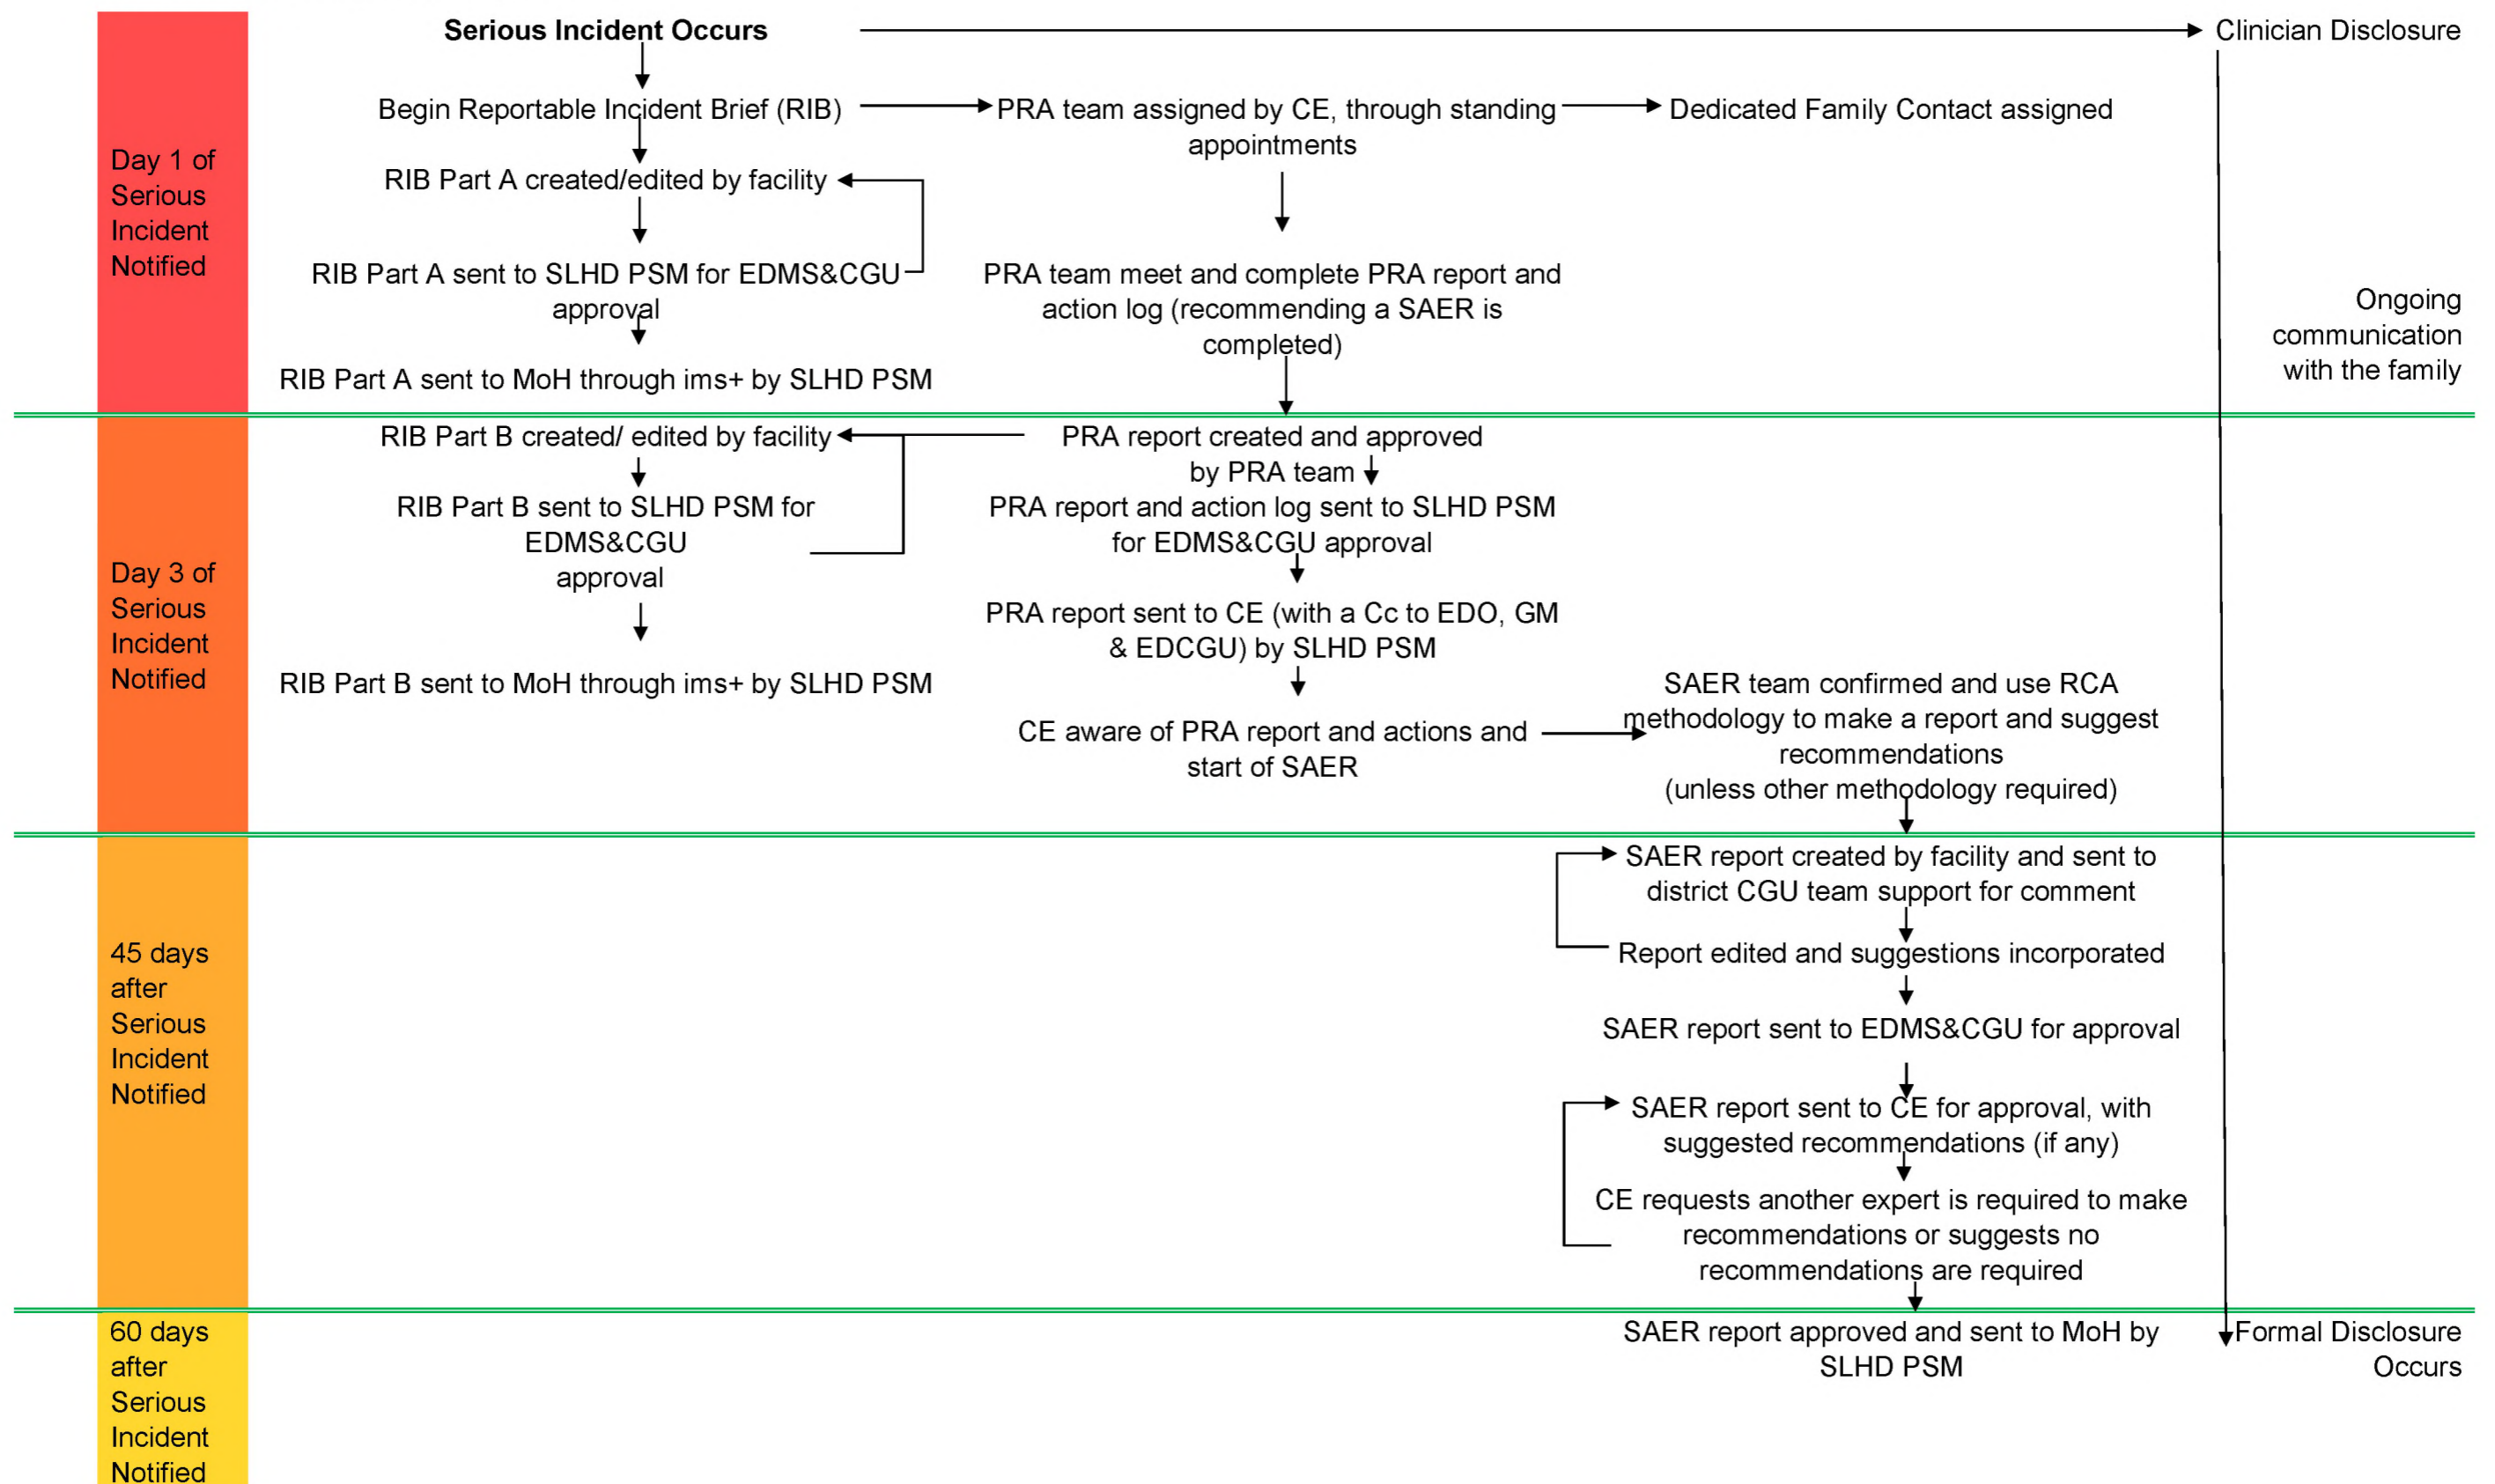 Serious Incident Occurs
Clinician Disclosure
Begin Reportable Incident Brief (RIB)
PRA team assigned by CE, through standing
appointments
Dedicated Family Contact assigned
Day 1 of
Serious
Incident
Notified
RIB Part A created/edited by facility
RIB Part A sent to SLHD PSM for EDMS&CGU
approval
RIB Part A sent to MoH through ims+ by SLHD PSM
PRA team meet and complete PRA report and
action log (recommending a SAER is
completed)
Ongoing
communication
with the family
Day 3 of
Serious
Incident
Notified
RIB Part B created/ edited by facility
RIB Part B sent to SLHD PSM for
EDMS&CGU
approval
RIB Part B sent to MoH through ims+ by SLHD PSM
PRA report created and approved
by PRA team
PRA report and action log sent to SLHD PSM
for EDMS&CGU approval
PRA report sent to CE (with a Cc to EDO, GM
& EDCGU) by SLHD PSM
CE aware of PRA report and actions and
start of SAER
SAER team confirmed and use RCA
methodology to make a report and suggest
recommendations
(unless other methodology required)
45 days
after
Serious
Incident
Notified
SAER report created by facility and sent to
district CGU team support for comment
Report edited and suggestions incorporated
SAER report sent to EDMS&CGU for approval
SAER report sent to CE for approval, with
suggested recommendations (if any)
CE requests another expert is required to make
recommendations or suggests no
recommendations are required
60 days
after
Serious
Incident
Notified
SAER report approved and sent to MoH by
SLHD PSM
Formal Disclosure
Occurs